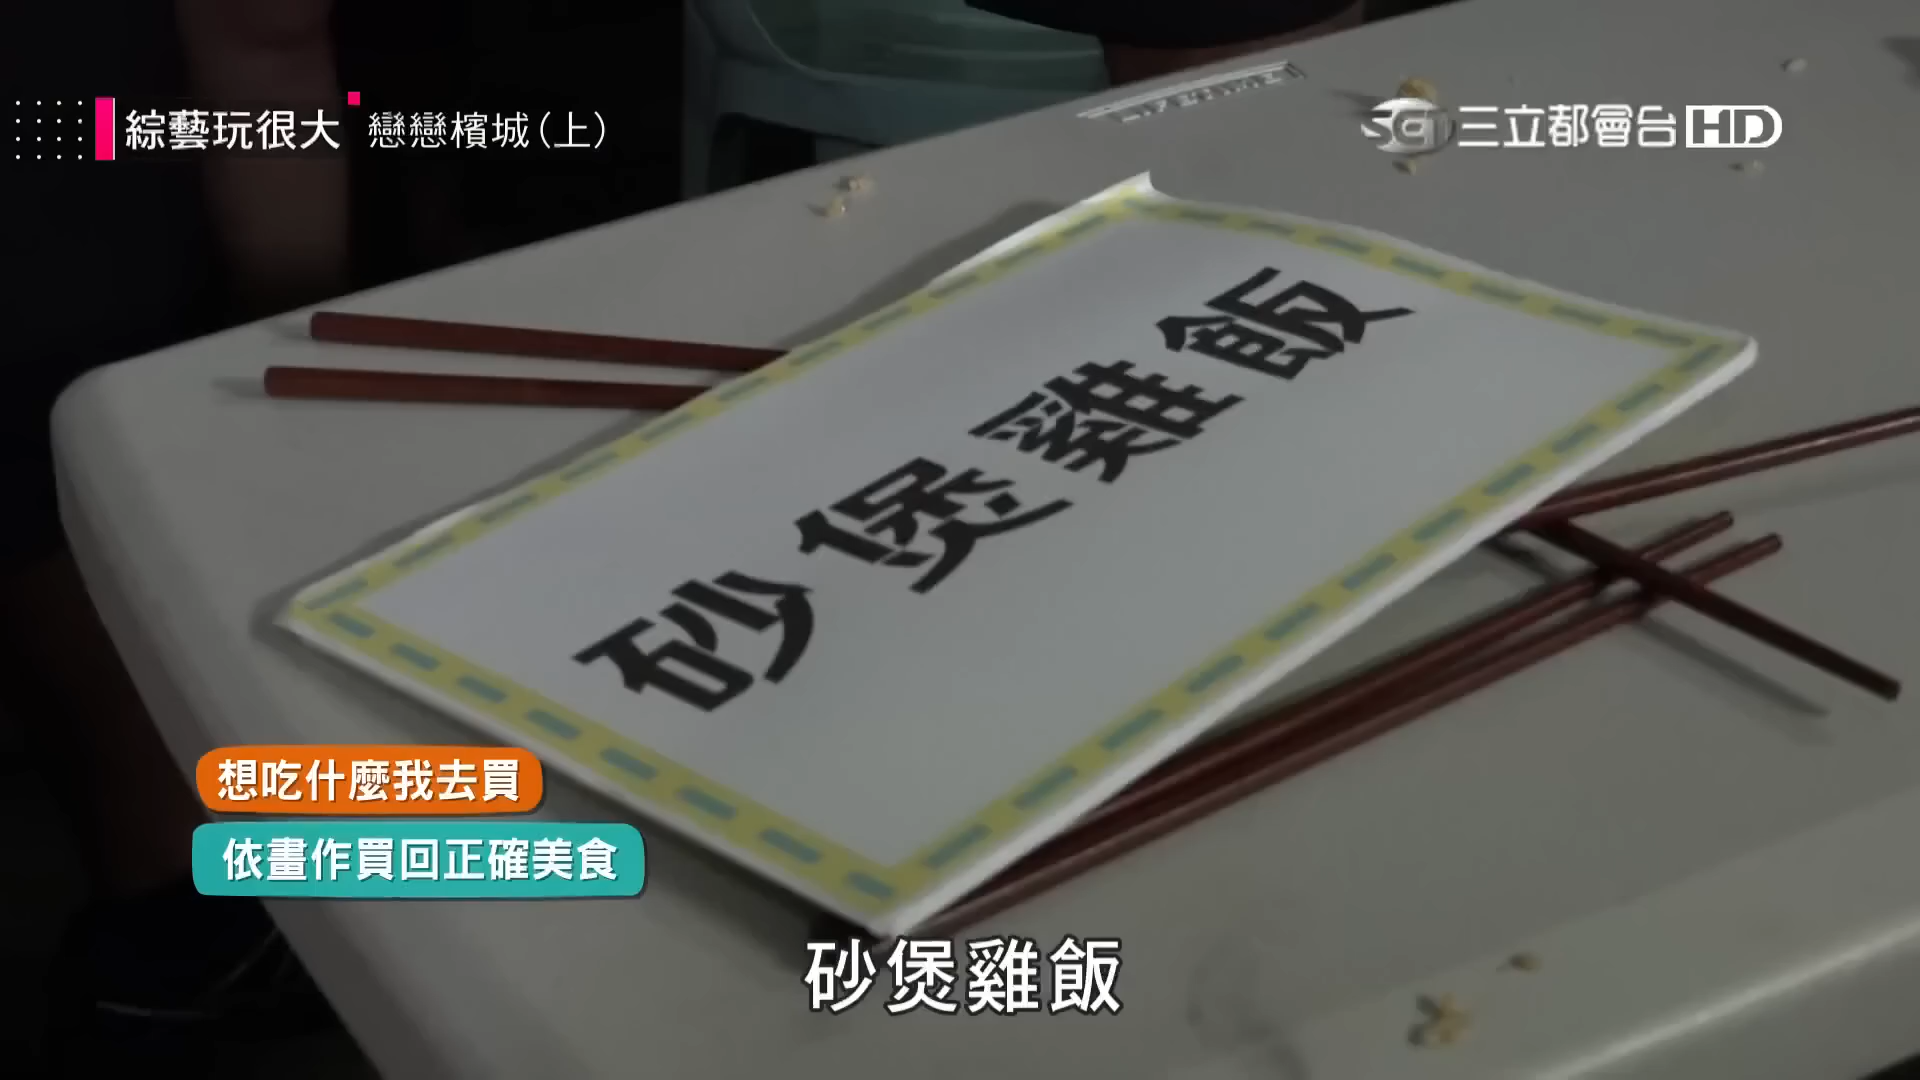 綜藝玩很大 戀戀檳城(上)
SET 三立都會台 HD
砂煲雞飯
想吃什麼我去買
依畫作買回正確美食
砂煲雞飯